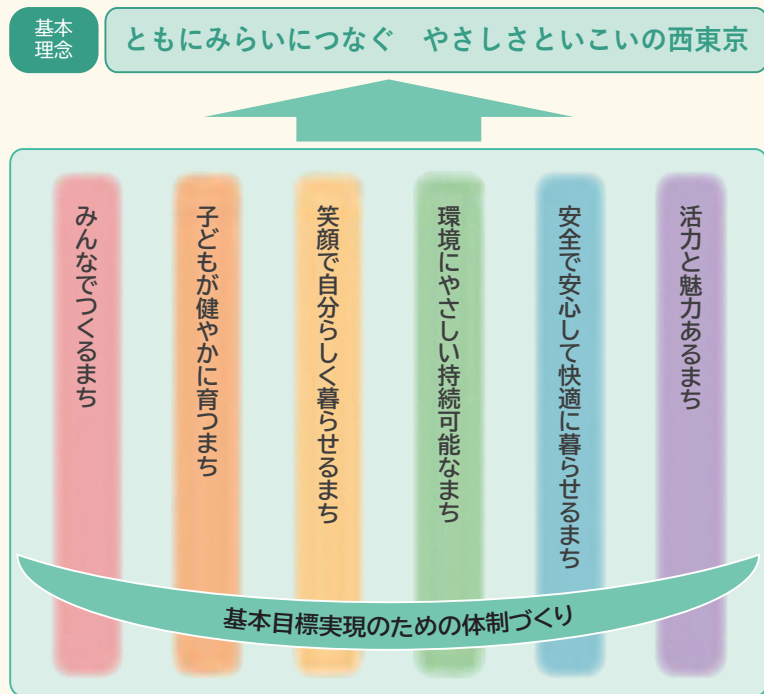 基本
理念
ともにみらいにつなぐ　やさしさといこいの西東京
みんなでつくるまち
子どもが健やかに育つまち
笑顔で自分らしく暮らせるまち
環境にやさしい持続可能なまち
安全で安心して快適に暮らせるまち
活力と魅力あるまち
基本目標実現のための体制づくり